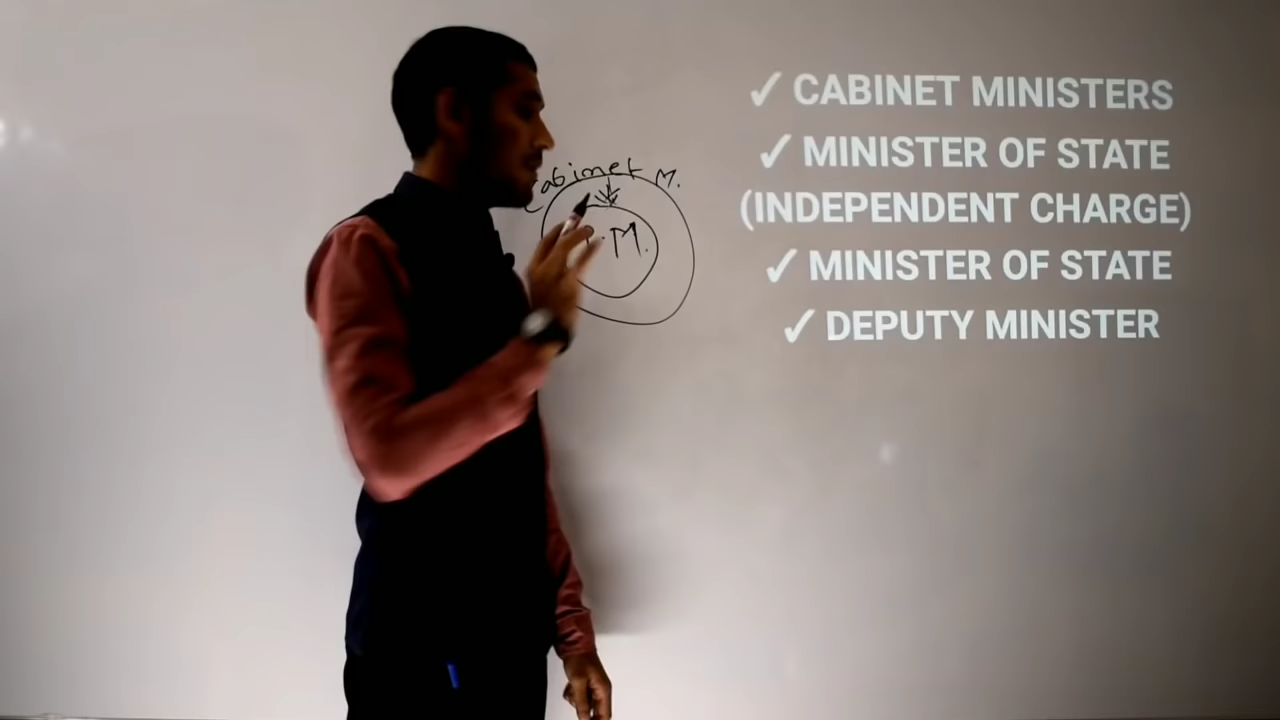 Cabinet M.
.M.
✓ CABINET MINISTERS
✓ MINISTER OF STATE
(INDEPENDENT CHARGE)
✓ MINISTER OF STATE
✓ DEPUTY MINISTER